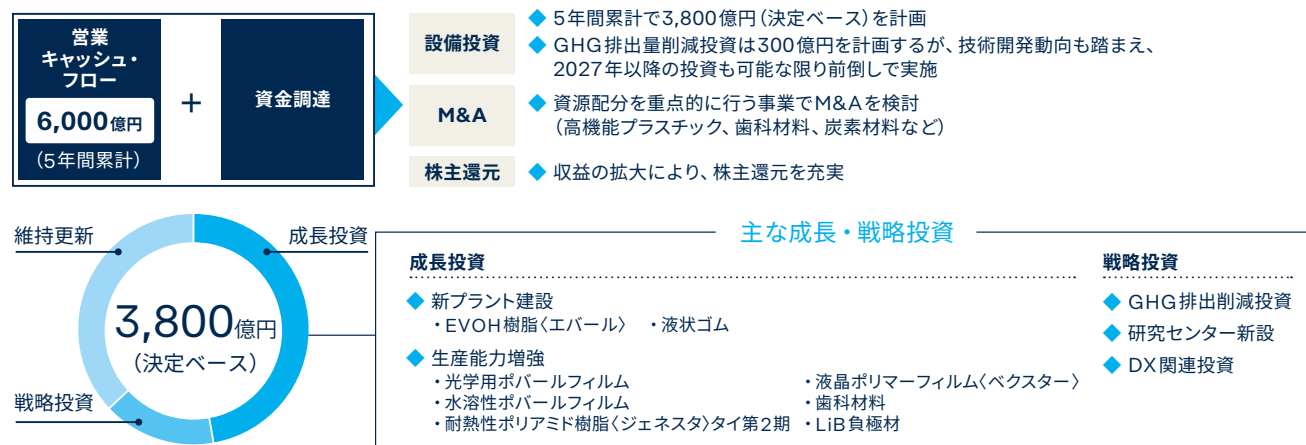 営業
キャッシュ・
フロー
6,000億円
(5年間累計)
+
資金調達
設備投資
◆ 5年間累計で3,800億円(決定ベース)を計画
◆ GHG排出量削減投資は300億円を計画するが、技術開発動向も踏まえ、
2027年以降の投資も可能な限り前倒しで実施
M&A
◆ 資源配分を重点的に行う事業でM&Aを検討
(高機能プラスチック、歯科材料、炭素材料など)
株主還元
◆ 収益の拡大により、株主還元を充実
維持更新
成長投資
3,800億円
(決定ベース)
戦略投資
主な成長・戦略投資
成長投資
◆ 新プラント建設
・EVOH樹脂〈エバール〉 ・液状ゴム
◆ 生産能力増強
・光学用ポバールフィルム
・水溶性ポバールフィルム
・耐熱性ポリアミド樹脂〈ジェネスタ〉タイ第2期
・液晶ポリマーフィルム〈ベクスター〉
・歯科材料
・LiB負極材
戦略投資
◆ GHG排出削減投資
◆ 研究センター新設
◆ DX関連投資